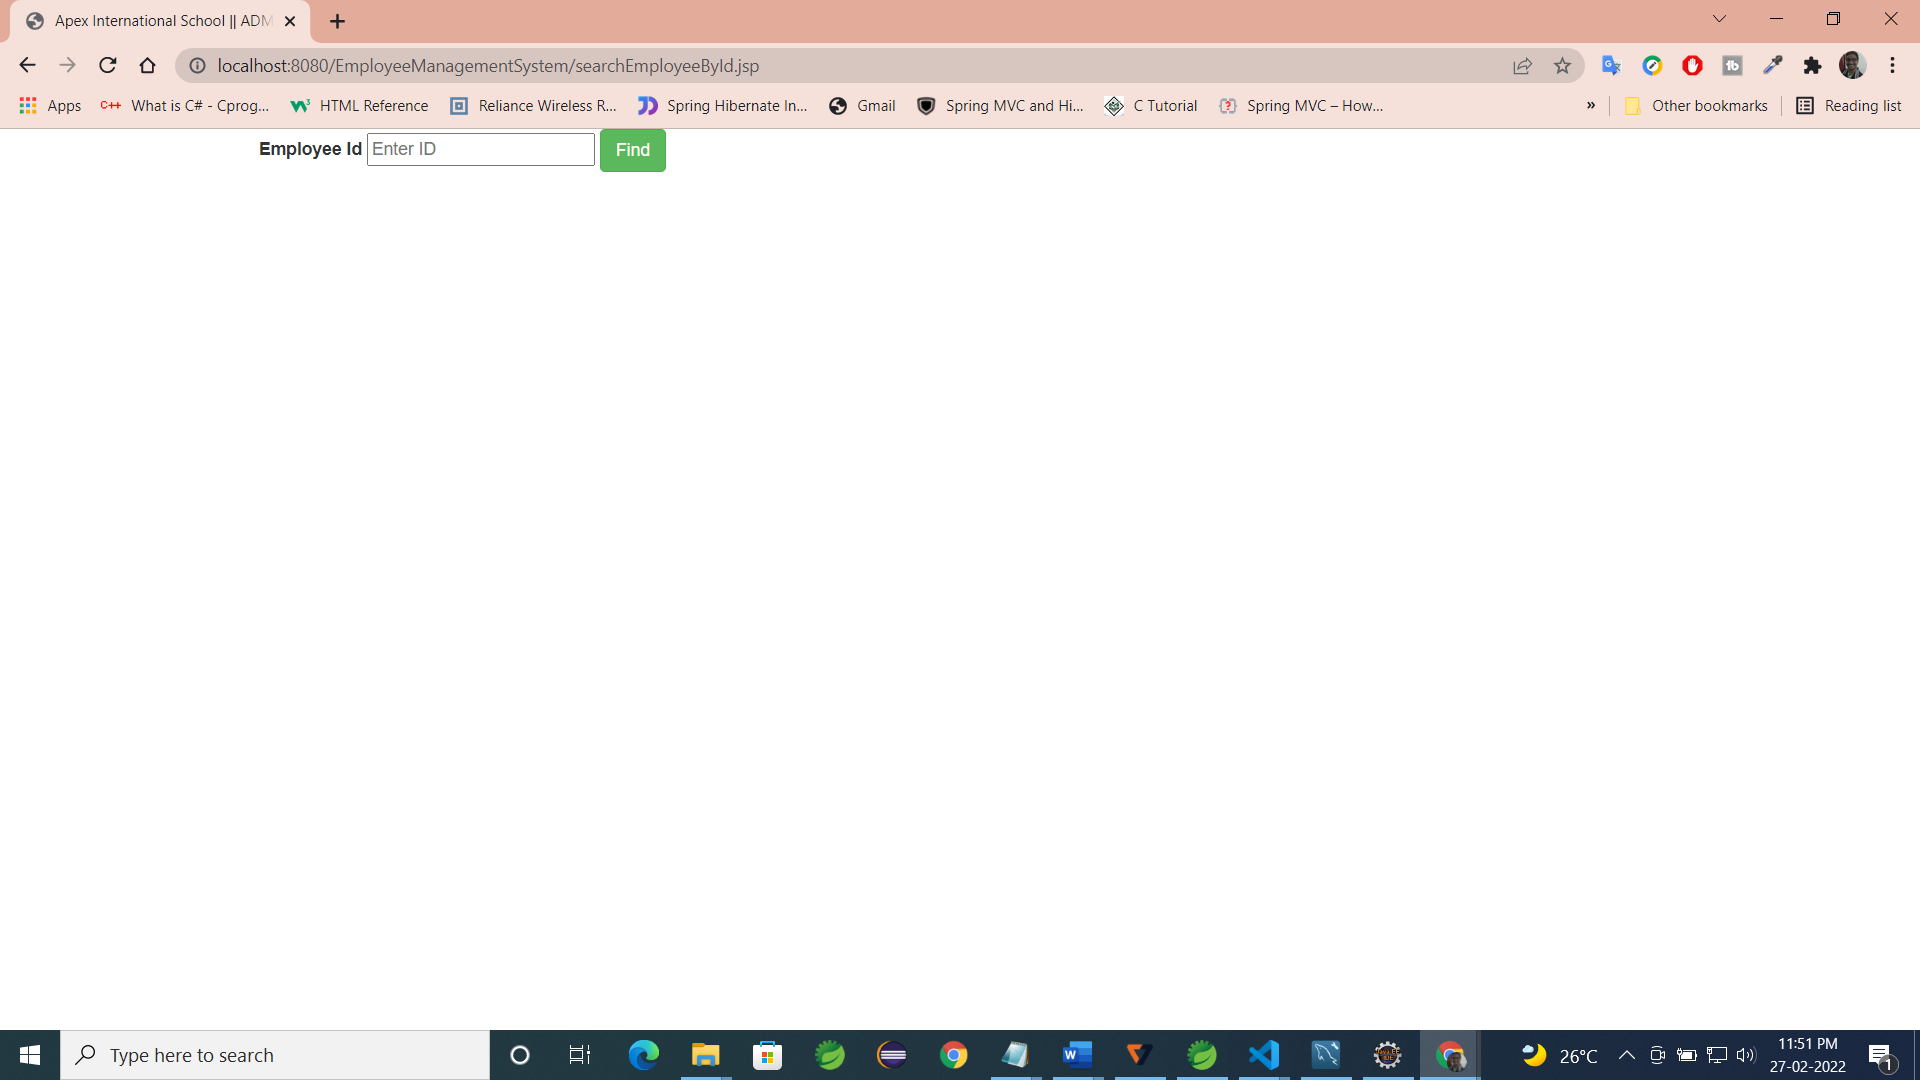 Apex International School || ADM
localhost:8080/EmployeeManagementSystem/searchEmployeeById.jsp
Apps C++ What is C# - Cprog... HTML Reference Reliance Wireless R... Spring Hibernate In... Gmail Spring MVC and Hi... C Tutorial Spring MVC – How... » Other bookmarks Reading list
Employee Id Enter ID Find
Type here to search
26°C
11:51 PM
27-02-2022
1